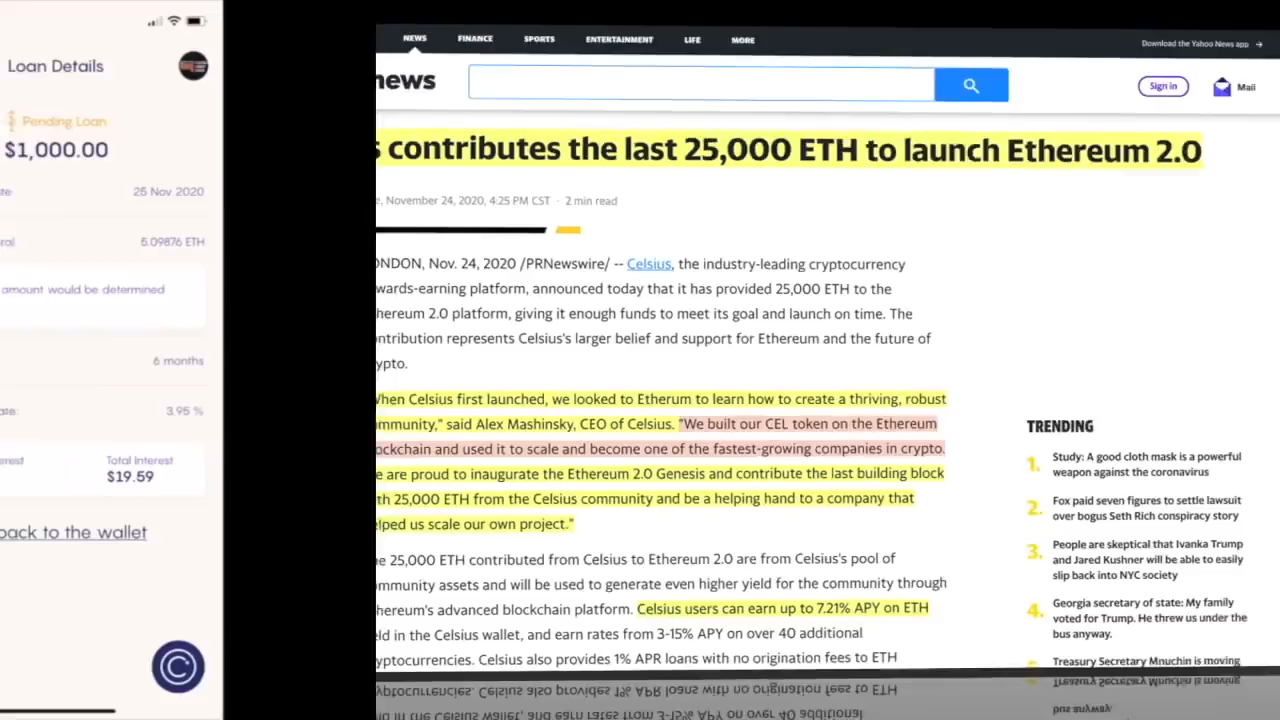 Loan Details
Pending Loan
$1,000.00
25 Nov 2020
5.09876 ETH
amount would be determined
6 months
3.95 %
Total Interest
$19.59
back to the wallet
NEWS FINANCE SPORTS ENTERTAINMENT LIFE MORE
Download the Yahoo News app →
news
Sign in
Mail
s contributes the last 25,000 ETH to launch Ethereum 2.0
, November 24, 2020, 4:25 PM CST · 2 min read
ONDON, Nov. 24, 2020 /PRNewswire/ -- Celsius, the industry-leading cryptocurrency
wards-earning platform, announced today that it has provided 25,000 ETH to the
hereum 2.0 platform, giving it enough funds to meet its goal and launch on time. The
ntribution represents Celsius's larger belief and support for Ethereum and the future of
ypto.
hen Celsius first launched, we looked to Etherum to learn how to create a thriving, robust
mmunity," said Alex Mashinsky, CEO of Celsius. "We built our CEL token on the Ethereum
ockchain and used it to scale and become one of the fastest-growing companies in crypto.
e are proud to inaugurate the Ethereum 2.0 Genesis and contribute the last building block
th 25,000 ETH from the Celsius community and be a helping hand to a company that
lped us scale our own project."
e 25,000 ETH contributed from Celsius to Ethereum 2.0 are from Celsius's pool of
mmunity assets and will be used to generate even higher yield for the community through
hereum's advanced blockchain platform. Celsius users can earn up to 7.21% APY on ETH
ld in the Celsius wallet, and earn rates from 3-15% APY on over 40 additional
yptocurrencies. Celsius also provides 1% APR loans with no origination fees to ETH
TRENDING
1. Study: A good cloth mask is a powerful
weapon against the coronavirus
2. Fox paid seven figures to settle lawsuit
over bogus Seth Rich conspiracy story
3. People are skeptical that Ivanka Trump
and Jared Kushner will be able to easily
slip back into NYC society
4. Georgia secretary of state: My family
voted for Trump. He threw us under the
bus anyway.
Treasury Secretary Mnuchin is moving